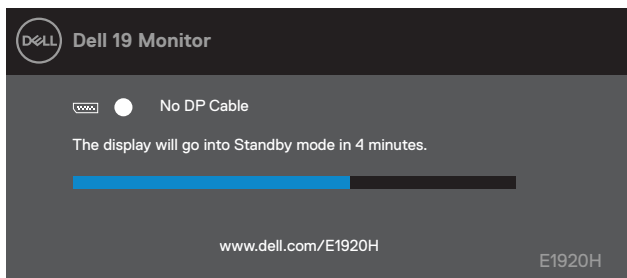 DELL
Dell 19 Monitor
No DP Cable
The display will go into Standby mode in 4 minutes.
www.dell.com/E1920H
E1920H